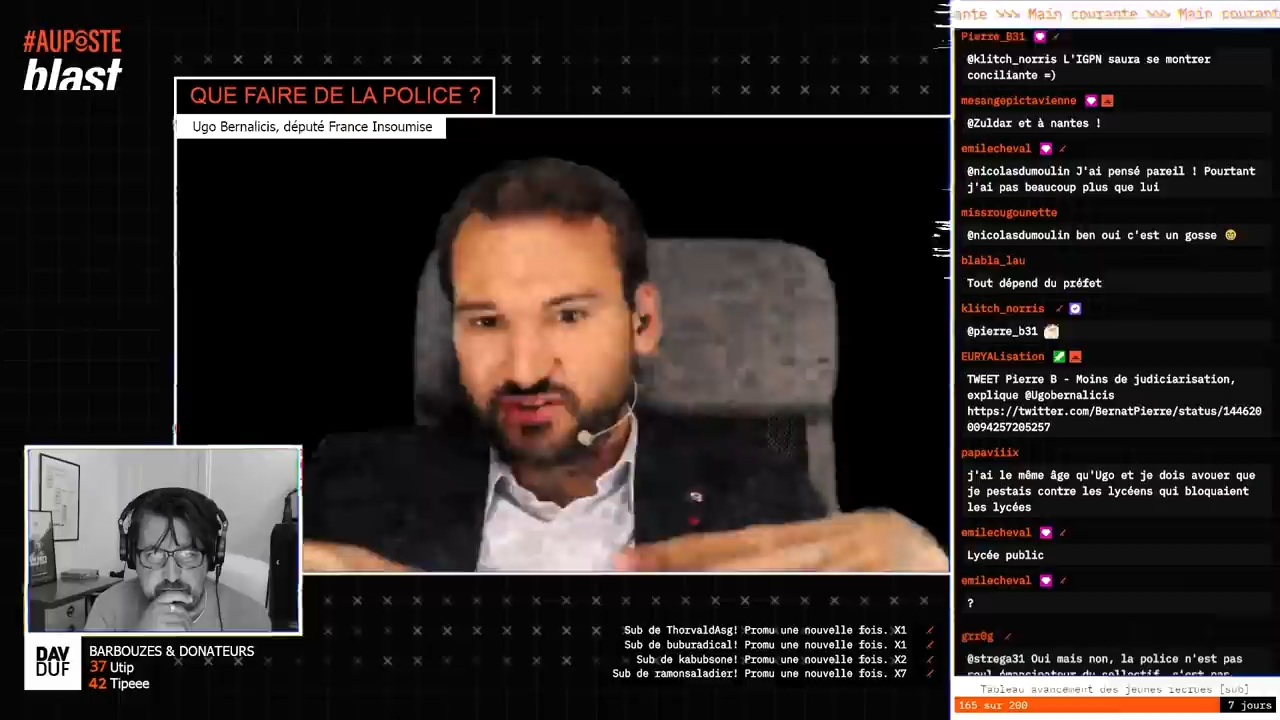 #AUPOSTE
blast
QUE FAIRE DE LA POLICE ?
Ugo Bernalicis, député France Insoumise
DAV
DUF
BARBOUZES & DONATEURS
37 Utip
42 Tipeee
Sub de ThorvaldAsg! Promu une nouvelle fois. X1
Sub de buburadical! Promu une nouvelle fois. X1
Sub de kabubsone! Promu une nouvelle fois. X2
Sub de ramonsaladier! Promu une nouvelle fois. X7
Main courante >>> Main
Pierre_B31
@klitch_norris L'IGPN saura se montrer
conciliante =)
mesangepictavienne
@Zuldar et à nantes !
emilecheval
@nicolasdumoulin J'ai pensé pareil ! Pourtant
j'ai pas beaucoup plus que lui
missrougounette
@nicolasdumoulin ben oui c'est un gosse
blabla_lau
Tout dépend du préfet
klitch_norris
@pierre_b31
EURYALisation
TWEET Pierre B - Moins de judiciarisation,
explique @Ugobernalicis
https://twitter.com/BernatPierre/status/144620
0094257205257
papaviiix
j'ai le même âge qu'Ugo et je dois avouer que
je pestais contre les lycéens qui bloquaient
les lycées
emilecheval
Lycée public
emilecheval
?
grr0g
@strega31 Oui mais non, la police n'est pas
Tableau avancement des jeunes recrues [sub]
165 sur 200
7 jours